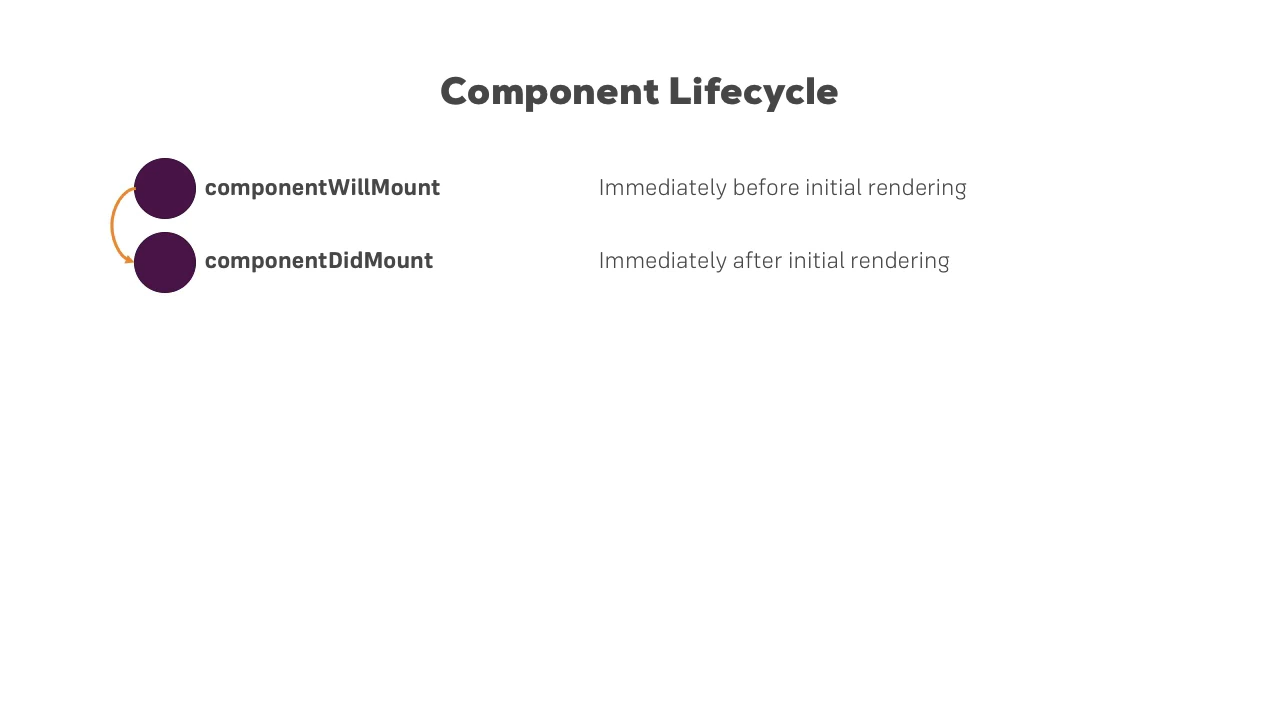 Component Lifecycle
componentWillMount Immediately before initial rendering
componentDidMount Immediately after initial rendering